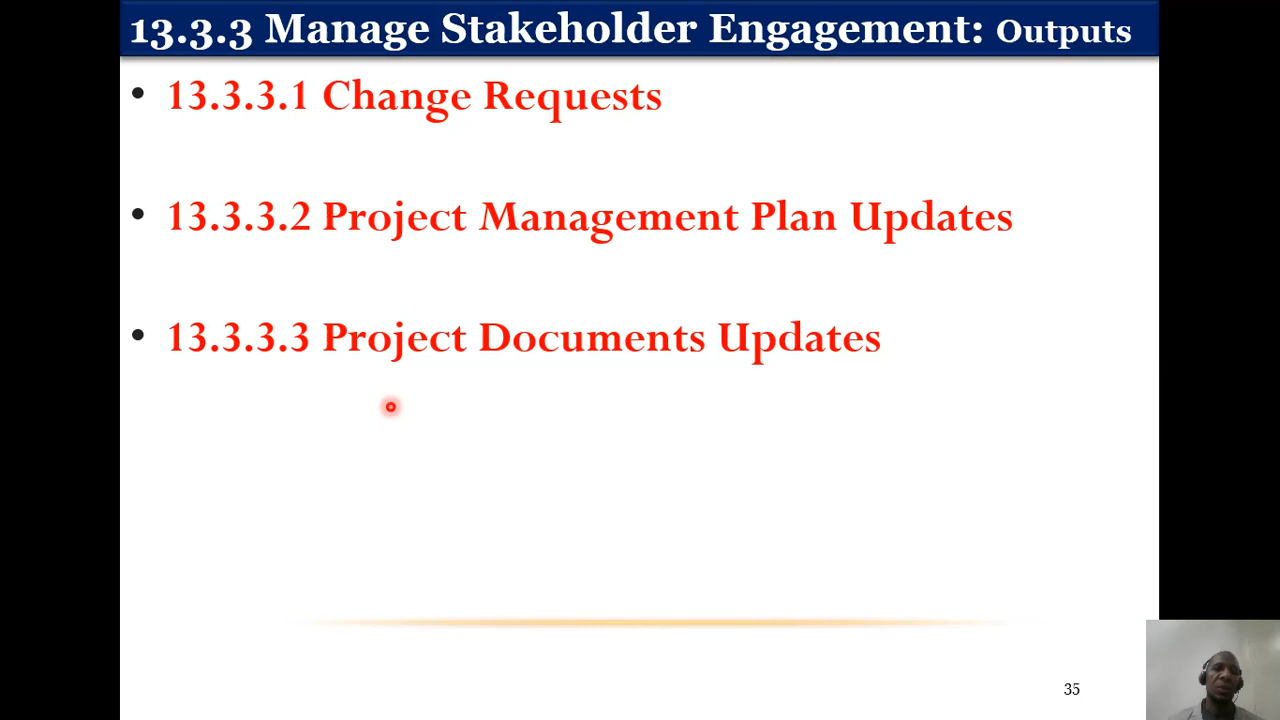 13.3.3 Manage Stakeholder Engagement: Outputs
• 13.3.3.1 Change Requests
• 13.3.3.2 Project Management Plan Updates
• 13.3.3.3 Project Documents Updates
35